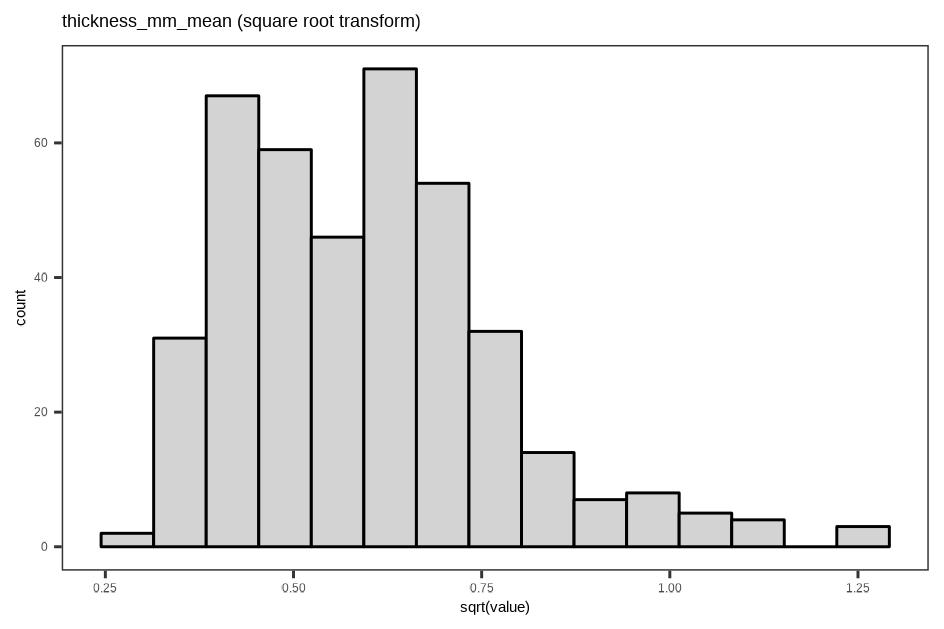 thickness_mm_mean (square root transform)
60
40
20
0
count
0.25 0.50 0.75 1.00 1.25
sqrt(value)